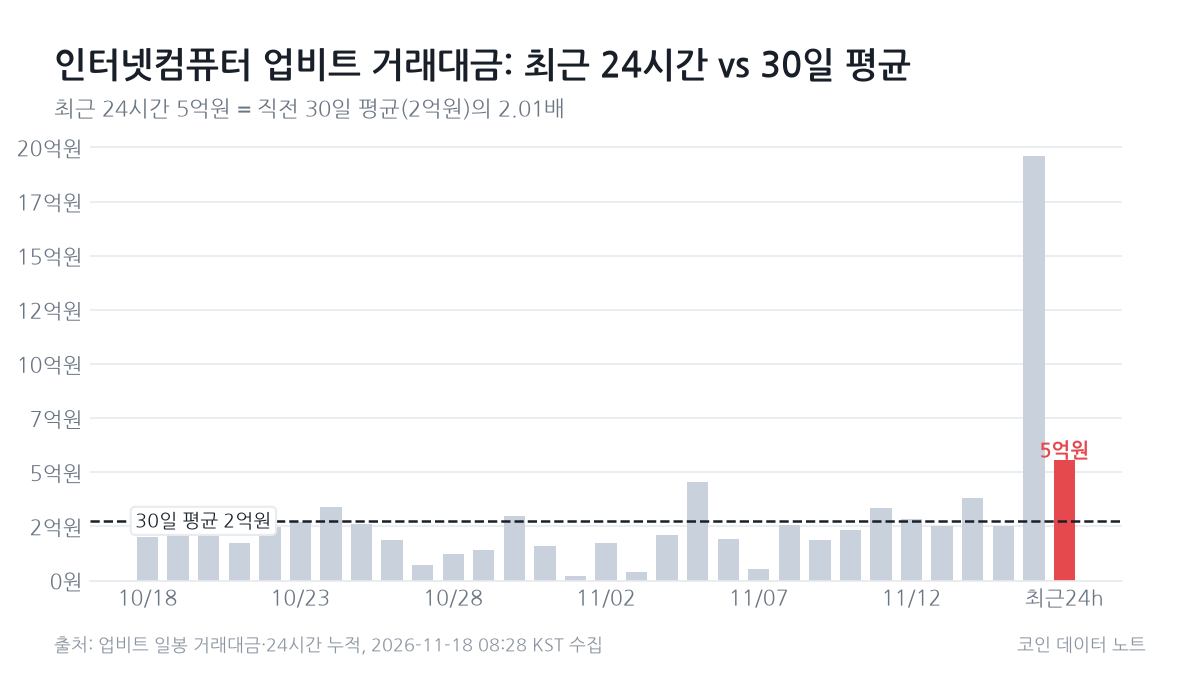 인터넷컴퓨터 업비트 거래대금: 최근 24시간 vs 30일 평균
최근 24시간 5억원 = 직전 30일 평균(2억원)의 2.01배
20억원
17억원
15억원
12억원
10억원
7억원
5억원
2억원
0원
5억원
30일 평균 2억원
10/18
10/23
10/28
11/02
11/07
11/12
최근24h
출처: 업비트 일봉 거래대금·24시간 누적, 2026-11-18 08:28 KST 수집
코인 데이터 노트